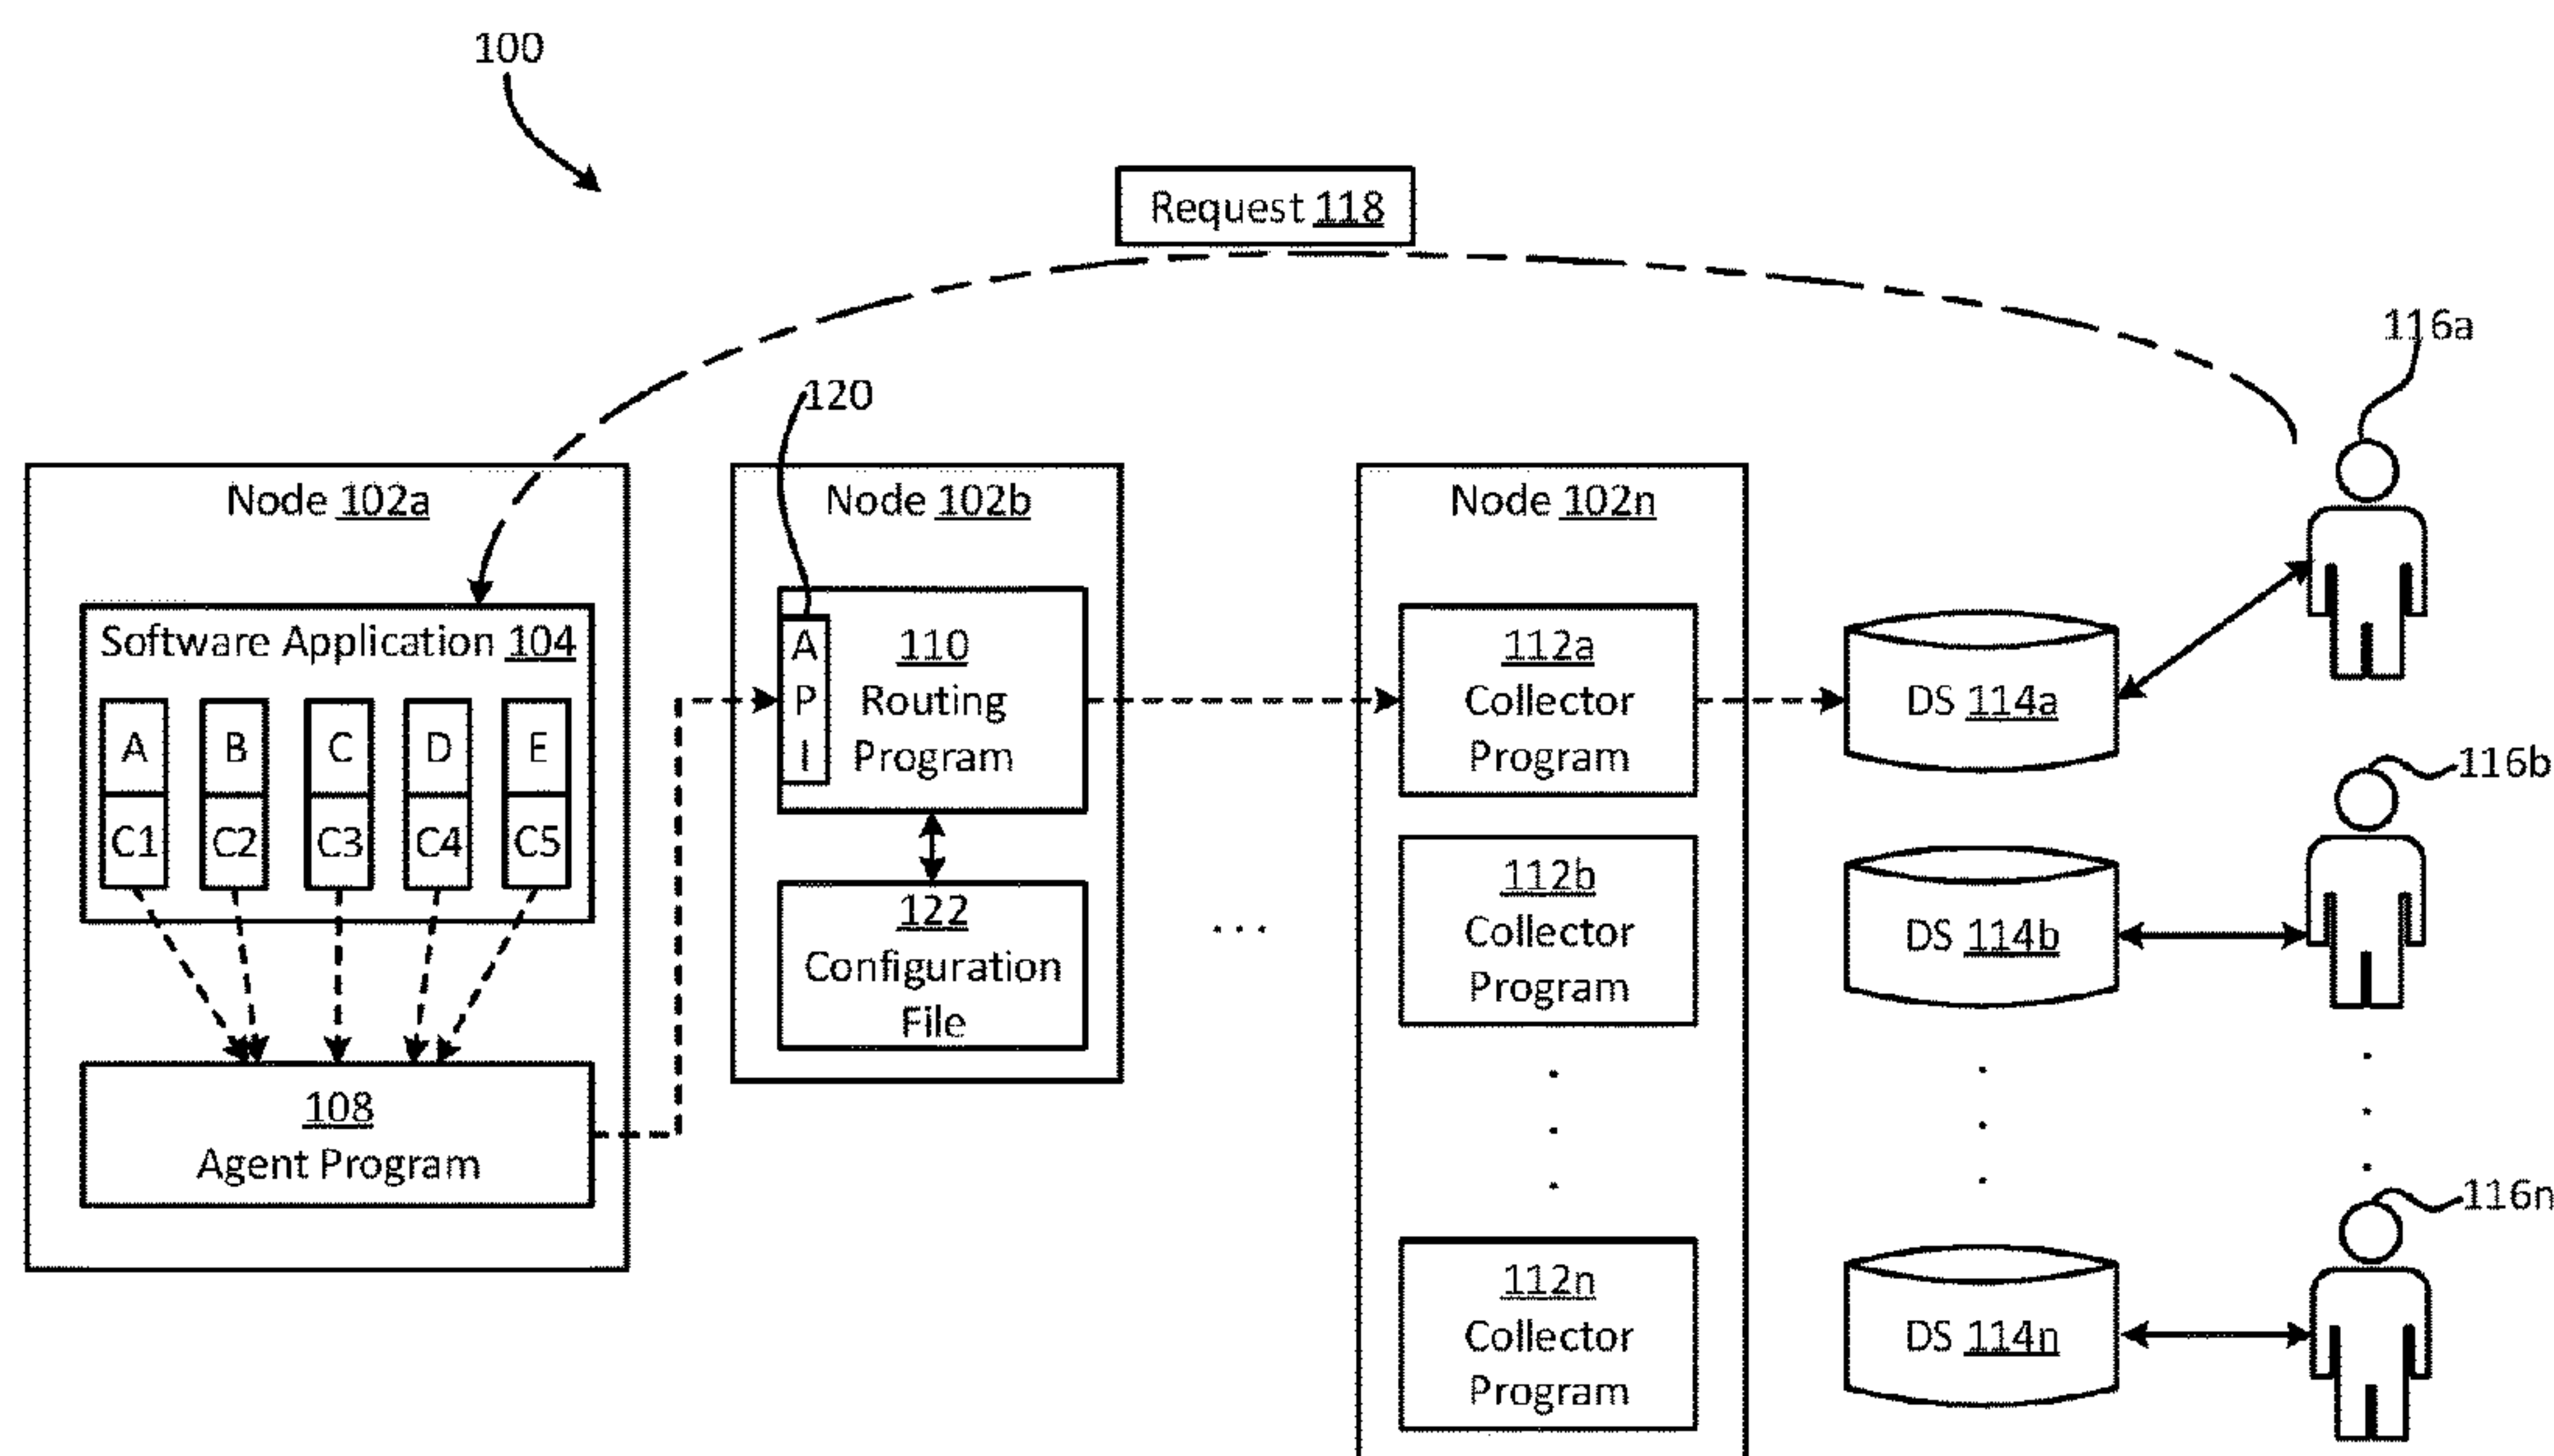 100
Request 118
116a
120
Node 102a
Node 102b
Node 102n
Software Application 104
A
B
C
D
E
C1
C2
C3
C4
C5
108
Agent Program
A
P
I
110
Routing
Program
122
Configuration
File
...
112a
Collector
Program
112b
Collector
Program
112n
Collector
Program
DS 114a
DS 114b
DS 114n
116b
116n